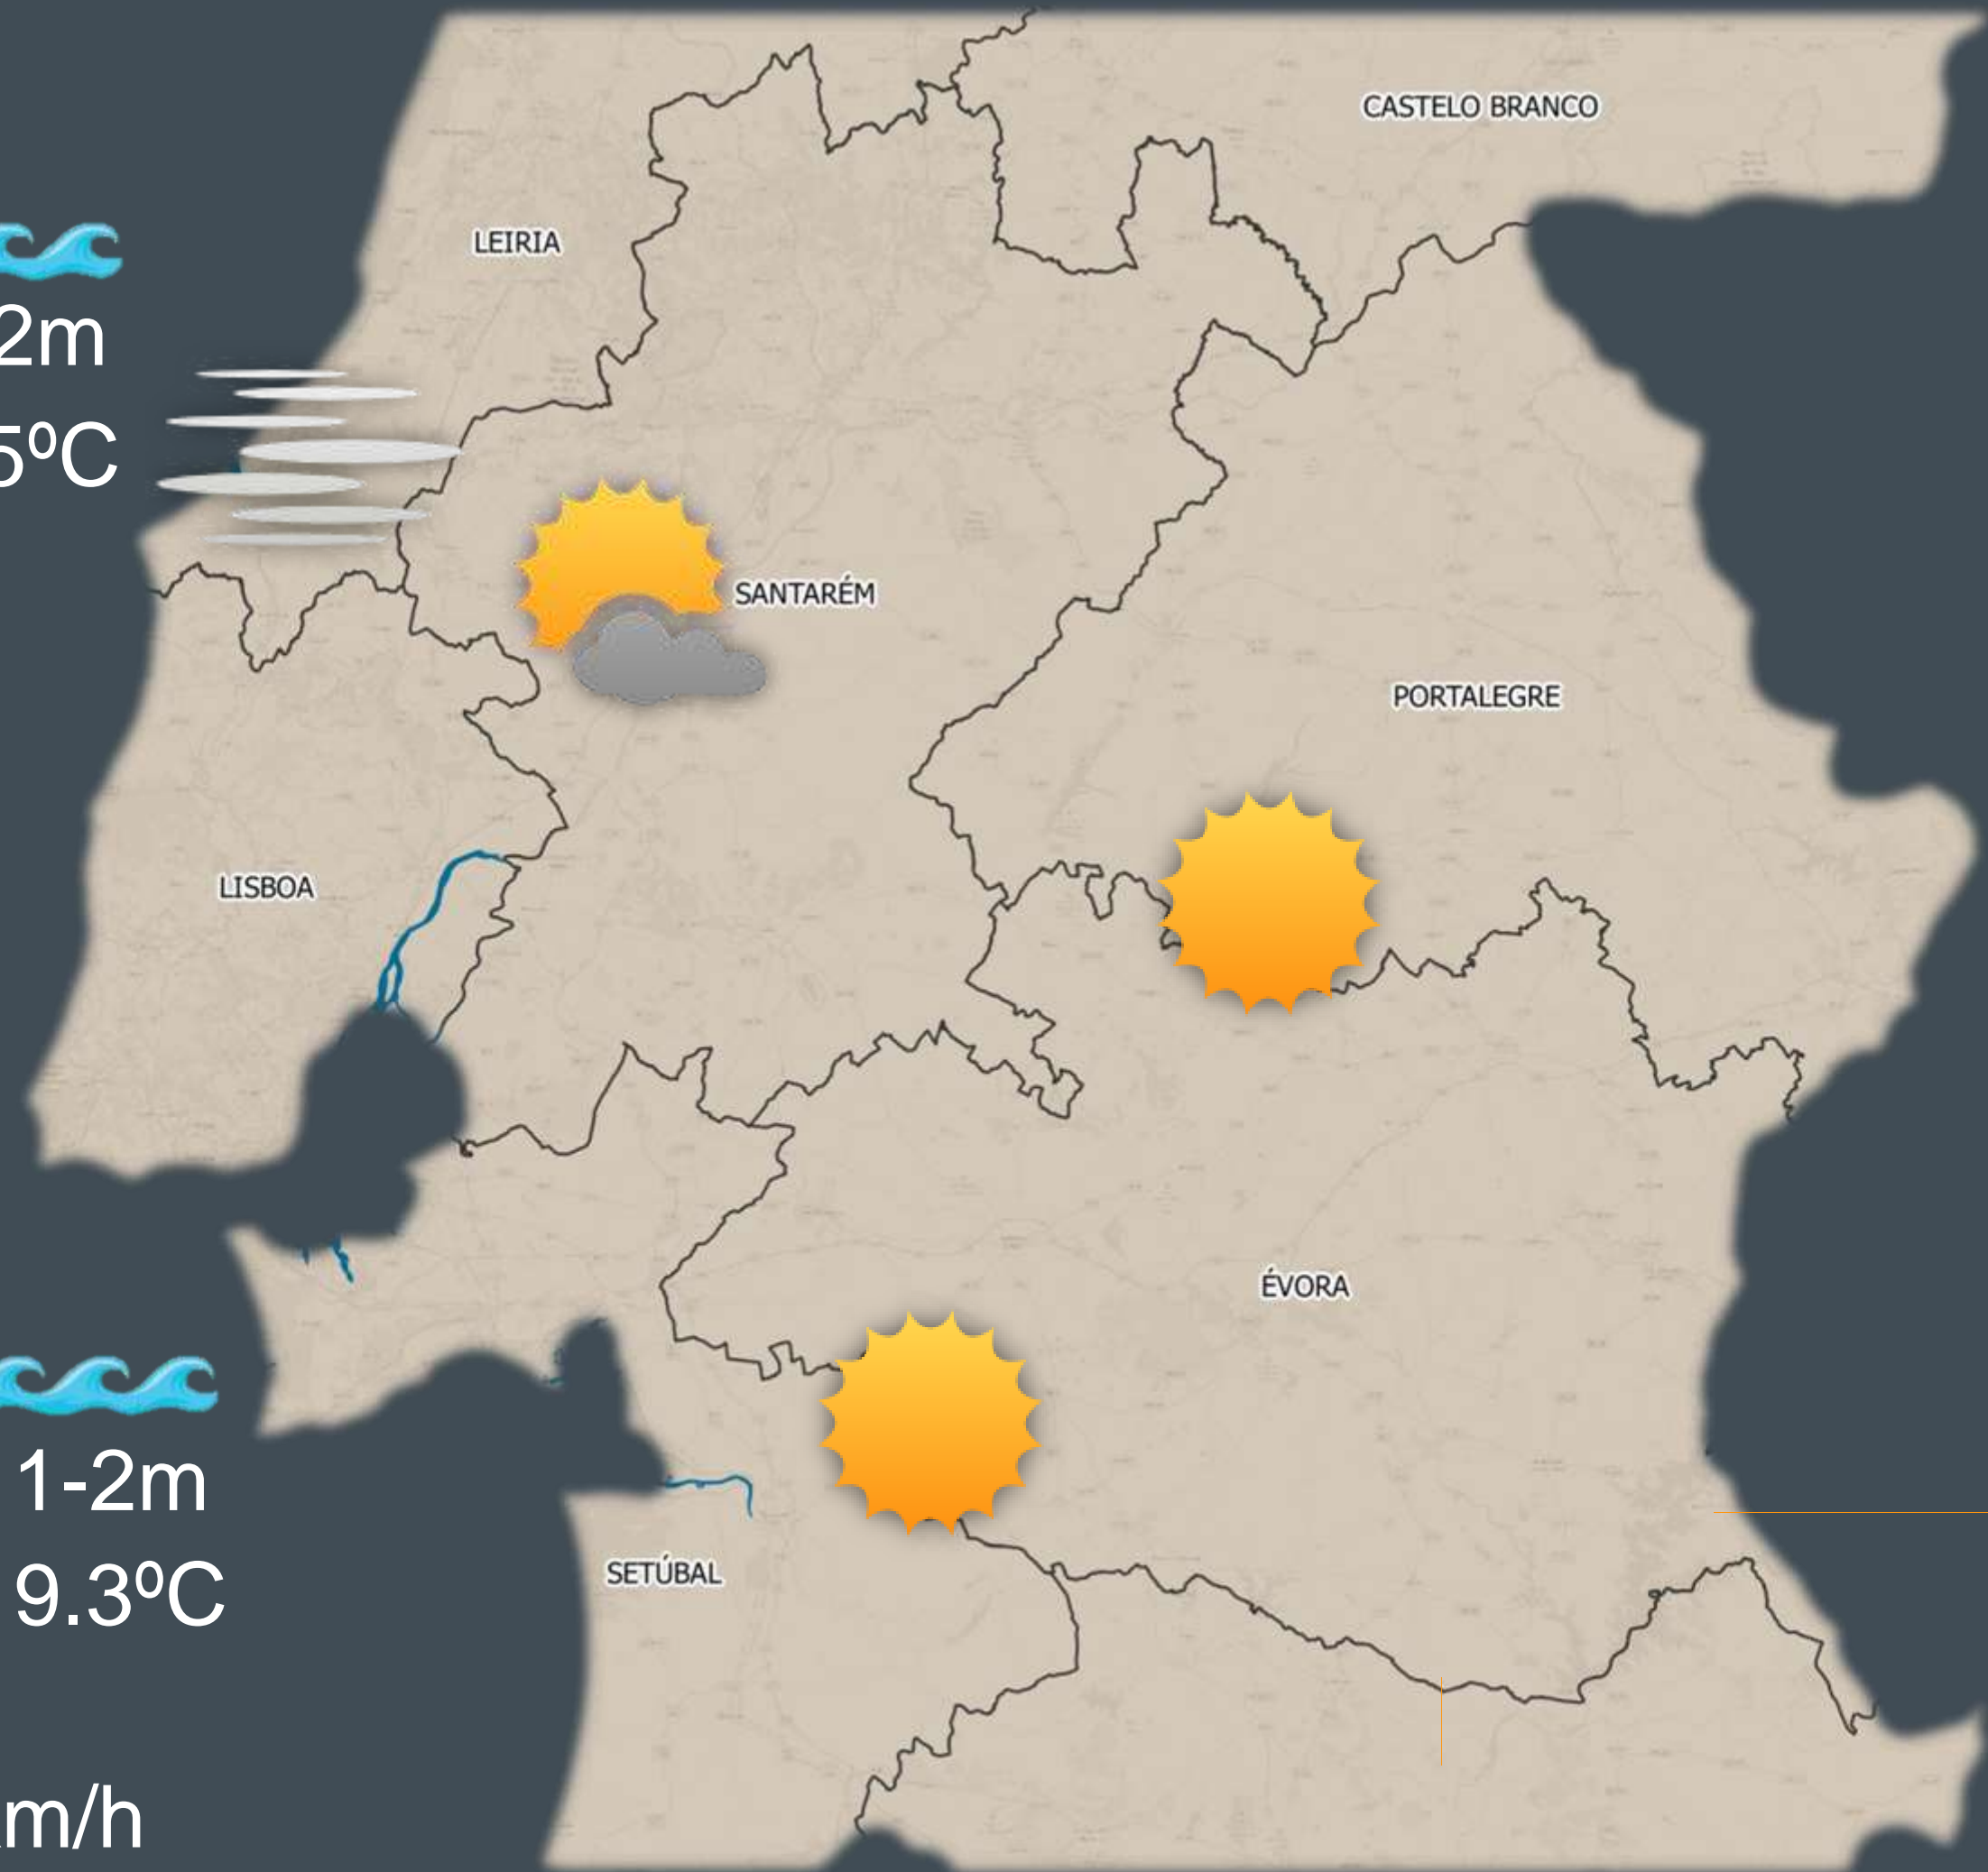 CASTELO BRANCO
LEIRIA
2m
5ºC
SANTARÉM
PORTALEGRE
LISBOA
ÉVORA
1-2m
SETÚBAL
9.3ºC
m/h